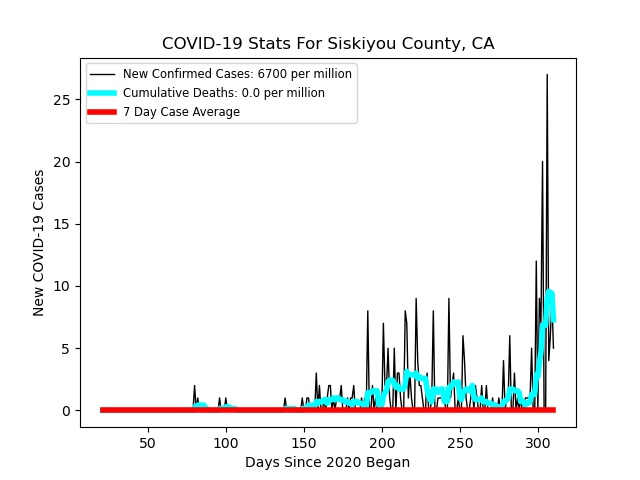 COVID-19 Stats For Siskiyou County, CA
New Confirmed Cases: 6700 per million
Cumulative Deaths: 0.0 per million
7 Day Case Average
New COVID-19 Cases
25
20
15
10
5
0
50 100 150 200 250 300
Days Since 2020 Began